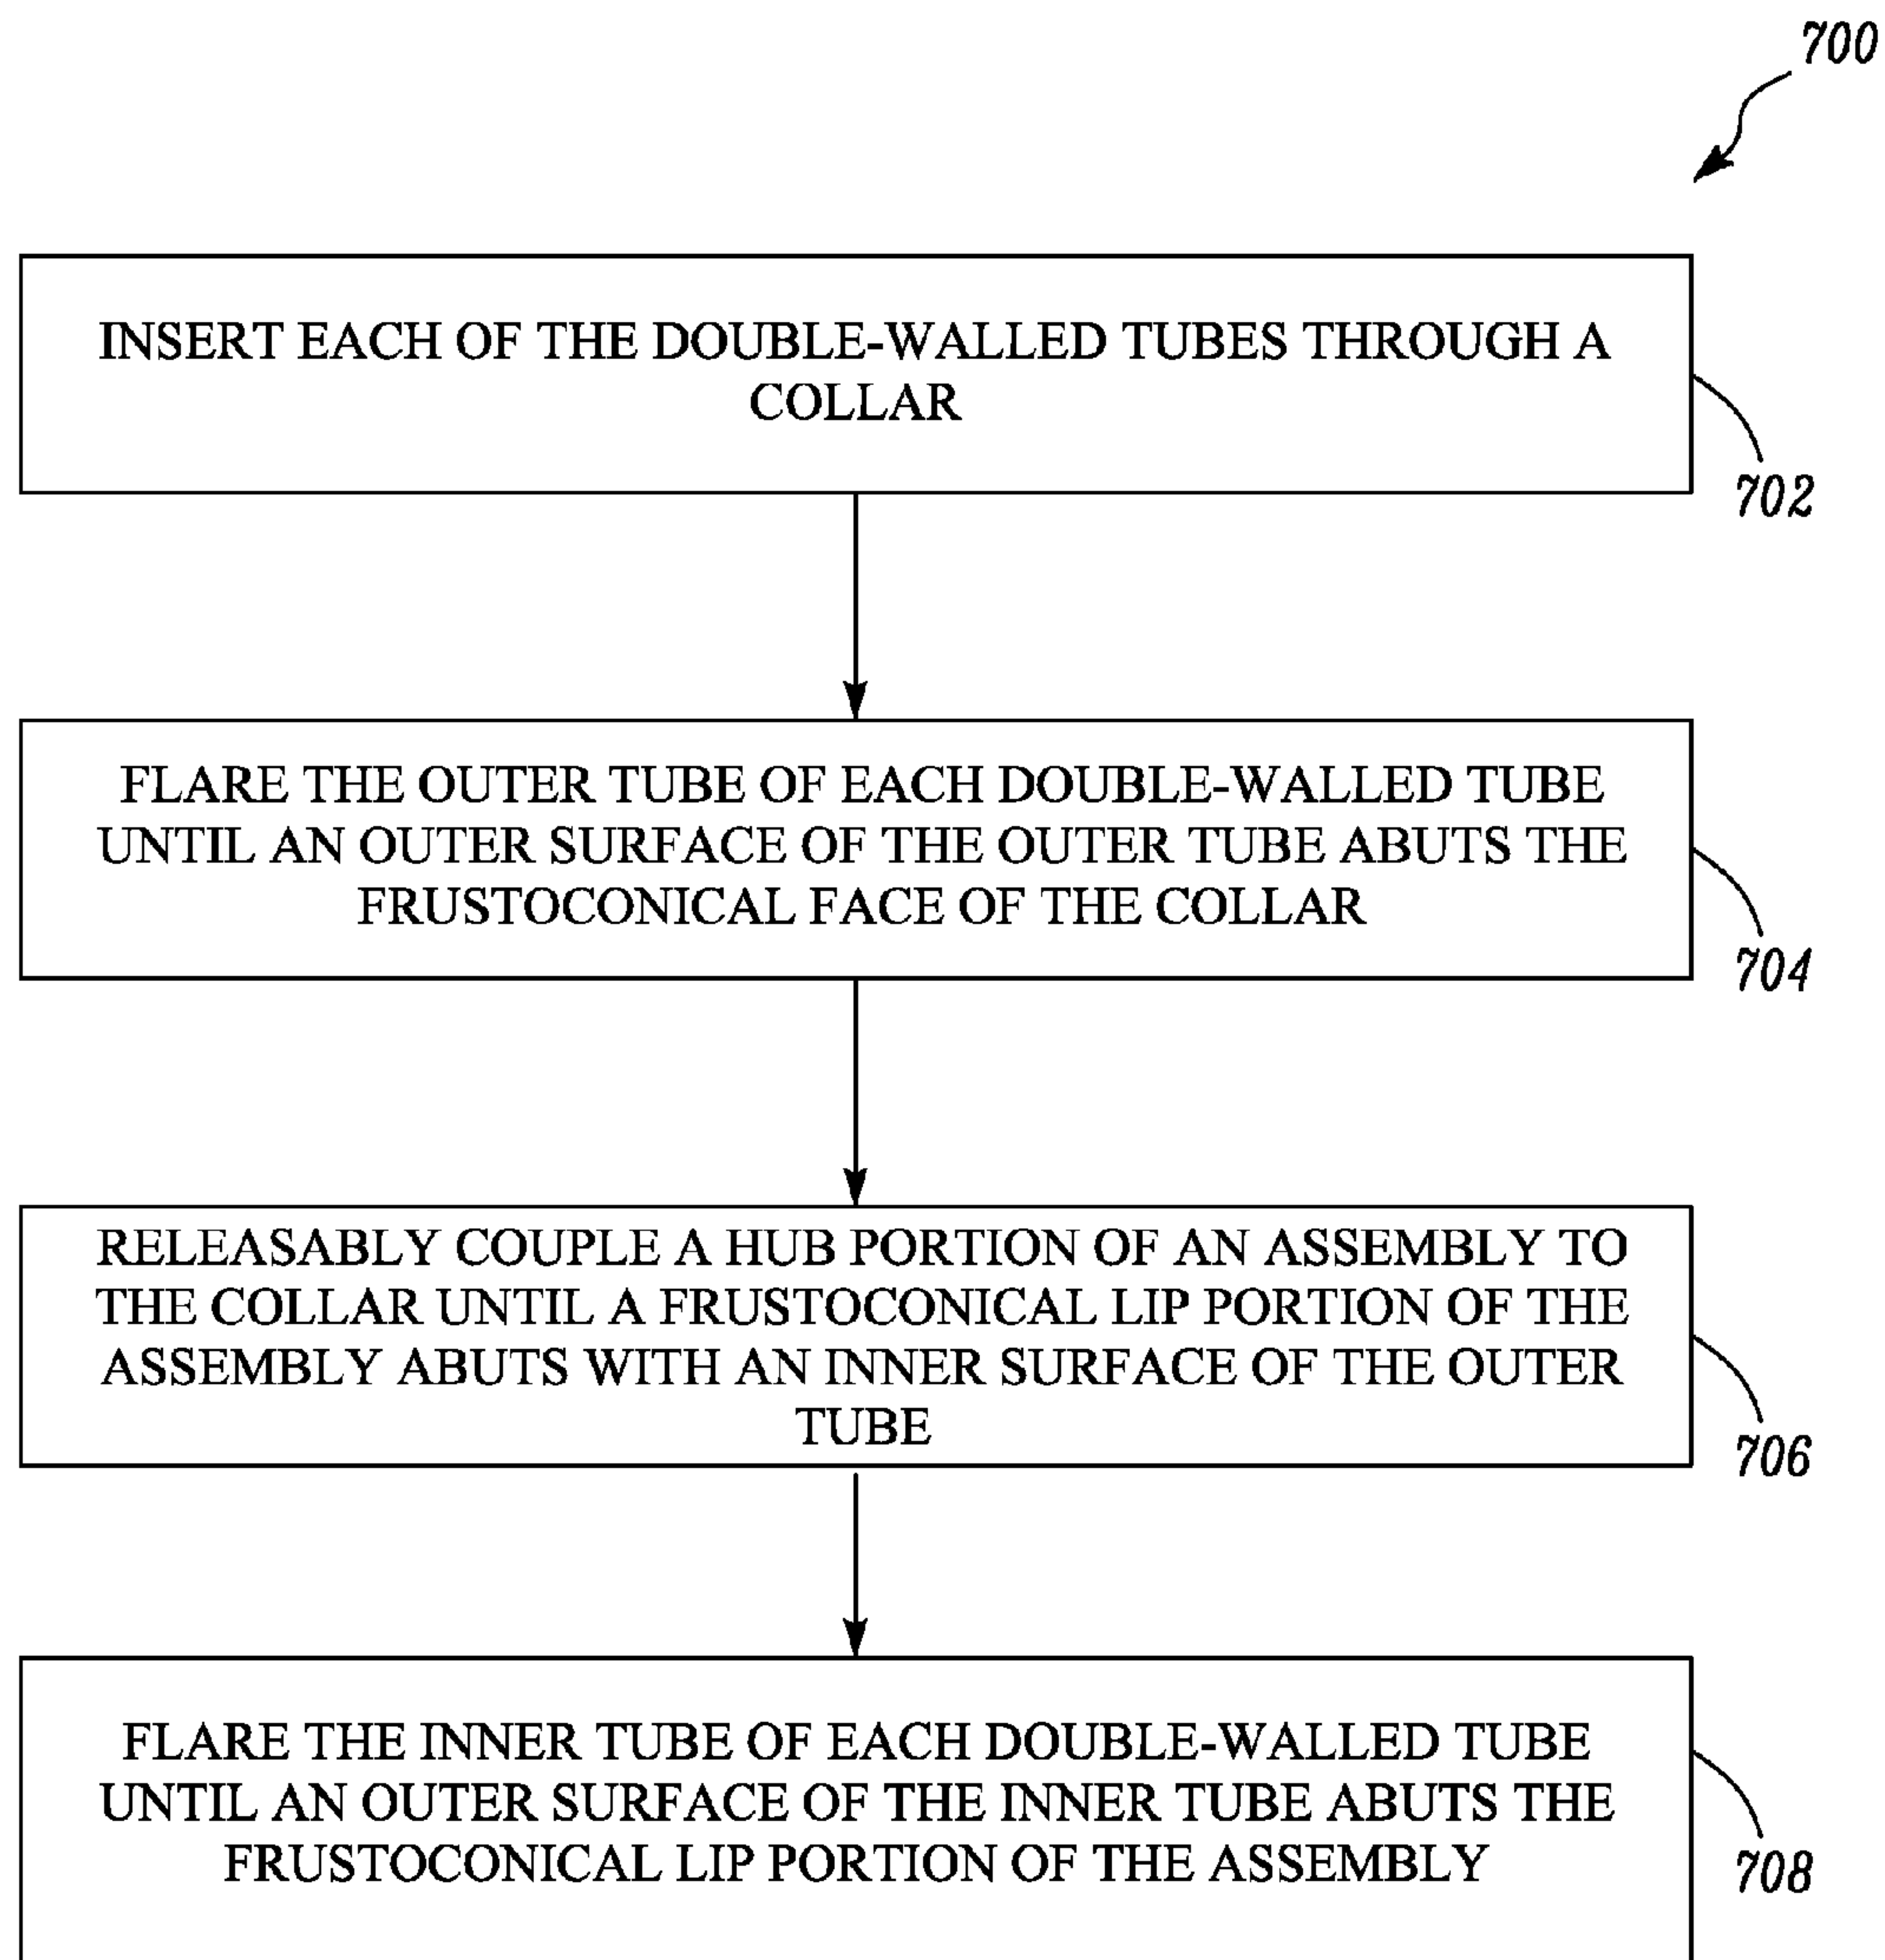 700
INSERT EACH OF THE DOUBLE-WALLED TUBES THROUGH A
COLLAR
702
FLARE THE OUTER TUBE OF EACH DOUBLE-WALLED TUBE
UNTIL AN OUTER SURFACE OF THE OUTER TUBE ABUTS THE
FRUSTOCONICAL FACE OF THE COLLAR
704
RELEASABLY COUPLE A HUB PORTION OF AN ASSEMBLY TO
THE COLLAR UNTIL A FRUSTOCONICAL LIP PORTION OF THE
ASSEMBLY ABUTS WITH AN INNER SURFACE OF THE OUTER
TUBE
706
FLARE THE INNER TUBE OF EACH DOUBLE-WALLED TUBE
UNTIL AN OUTER SURFACE OF THE INNER TUBE ABUTS THE
FRUSTOCONICAL LIP PORTION OF THE ASSEMBLY
708